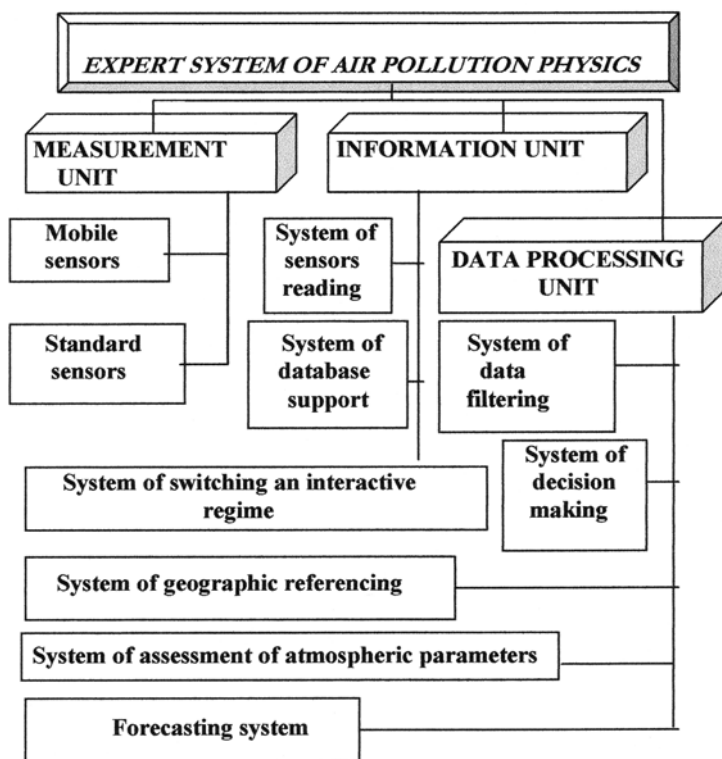 EXPERT SYSTEM OF AIR POLLUTION PHYSICS
MEASUREMENT
UNIT
INFORMATION UNIT
Mobile
sensors
System of
sensors
reading
DATA PROCESSING
UNIT
Standard
sensors
System of
database
support
System of
data
filtering
System of switching an interactive
regime
System of
decision
making
System of geographic referencing
System of assessment of atmospheric parameters
Forecasting system